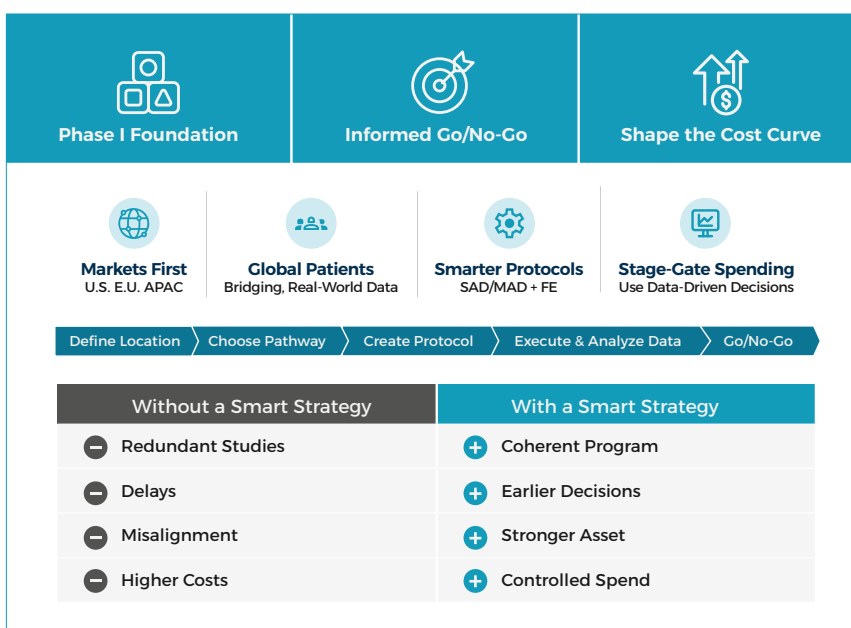 Phase I Foundation
Informed Go/No-Go
Shape the Cost Curve
Markets First
U.S. E.U. APAC
Global Patients
Bridging, Real-World Data
Smarter Protocols
SAD/MAD + FE
Stage-Gate Spending
Use Data-Driven Decisions
Define Location
Choose Pathway
Create Protocol
Execute & Analyze Data
Go/No-Go
Without a Smart Strategy
With a Smart Strategy
Redundant Studies
Coherent Program
Delays
Earlier Decisions
Misalignment
Stronger Asset
Higher Costs
Controlled Spend